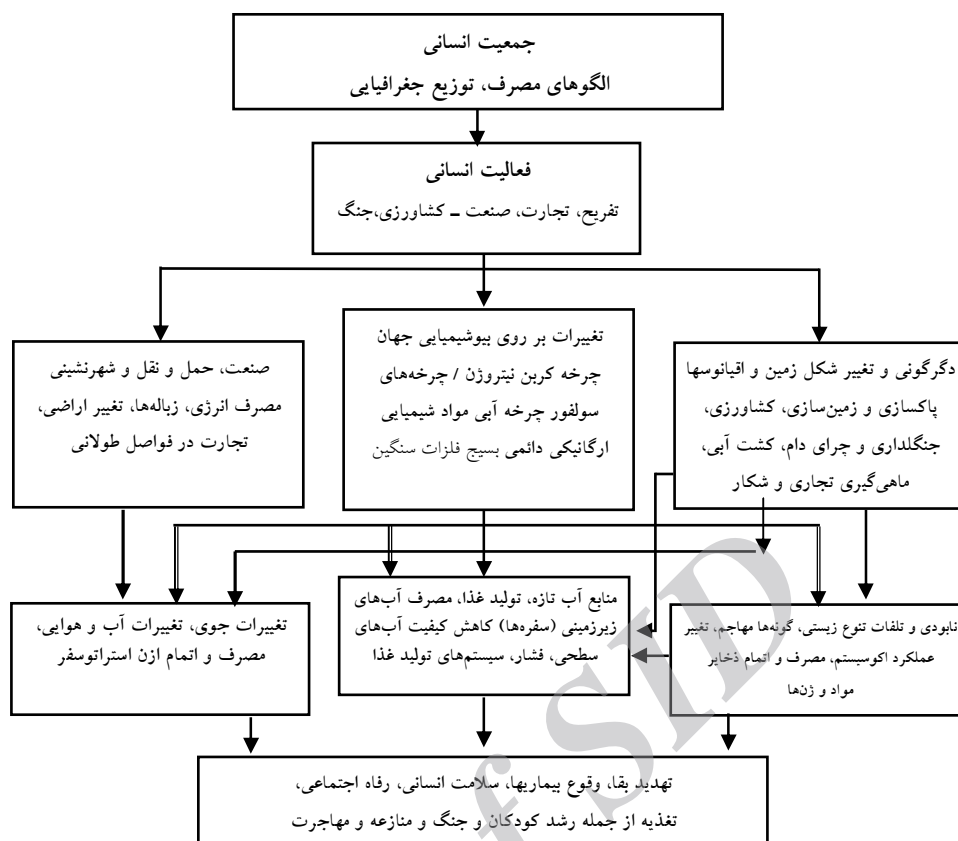 جمعیت انسانی
الگوهای مصرف، توزیع جغرافیایی
فعالیت انسانی
تفریح، تجارت، صنعت ـ کشاورزی،جنگ
دگرگونی و تغییر شکل زمین و اقیانوسها
پاکسازی و زمین‌سازی، کشاورزی،
جنگلداری و چرای دام، کشت آبی،
ماهی‌گیری تجاری و شکار
تغییرات بر روی بیوشیمیایی جهان
چرخه کربن نیتروژن / چرخه‌های
سولفور چرخه آبی مواد شیمیایی
ارگانیکی دائمی بسیج فلزات سنگین
صنعت، حمل و نقل و شهرنشینی
مصرف انرژی، زباله‌ها، تغییر اراضی،
تجارت در فواصل طولانی
نابودی و تلفات تنوع زیستی، گونه‌ها مهاجم، تغییر
عملکرد اکوسیستم، مصرف و اتمام ذخایر
مواد و ژن‌ها
منابع آب تازه، تولید غذا، مصرف آب‌های
زیرزمینی (سفره‌ها) کاهش کیفیت آب‌های
سطحی، فشار، سیستم‌های تولید غذا
تغییرات جوی، تغییرات آب و هوایی،
مصرف و اتمام ازن استراتوسفر
تهدید بقا، وقوع بیماریها، سلامت انسانی، رفاه اجتماعی،
تغذیه از جمله رشد کودکان و جنگ و منازعه و مهاجرت
f SID